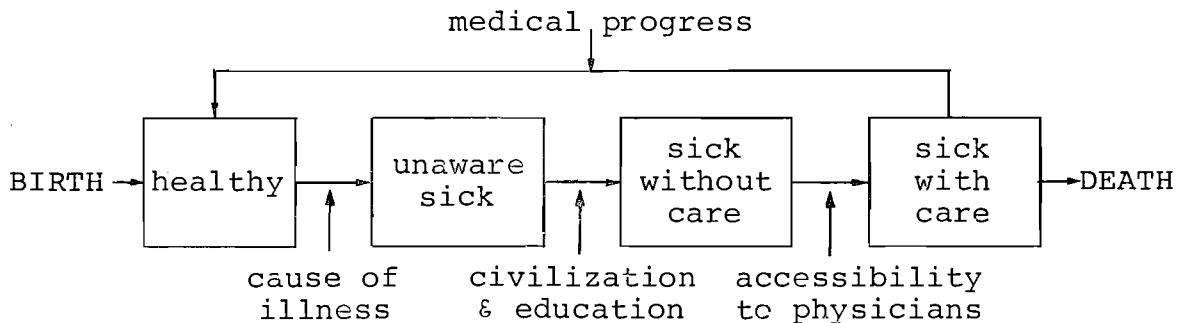 medical progress
BIRTH
healthy
unaware
sick
sick
without
care
sick
with
care
DEATH
cause of
illness
civilization
& education
accessibility
to physicians